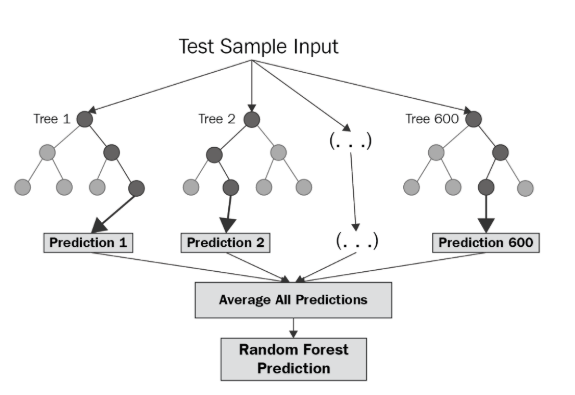 Test Sample Input
Tree 1
Tree 2
(. . .)
Tree 600
Prediction 1
Prediction 2
(. . .)
Prediction 600
Average All Predictions
Random Forest
Prediction